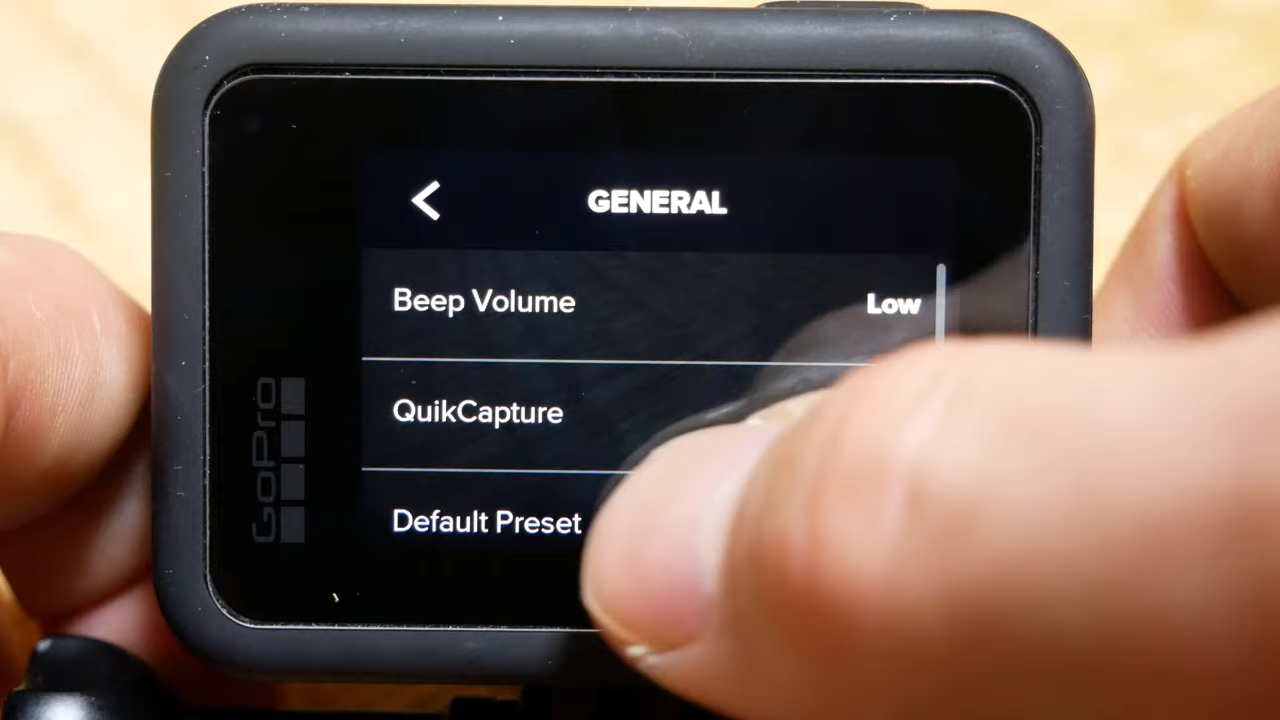 GENERAL
Beep Volume Low
QuikCapture
Default Preset
GoPro